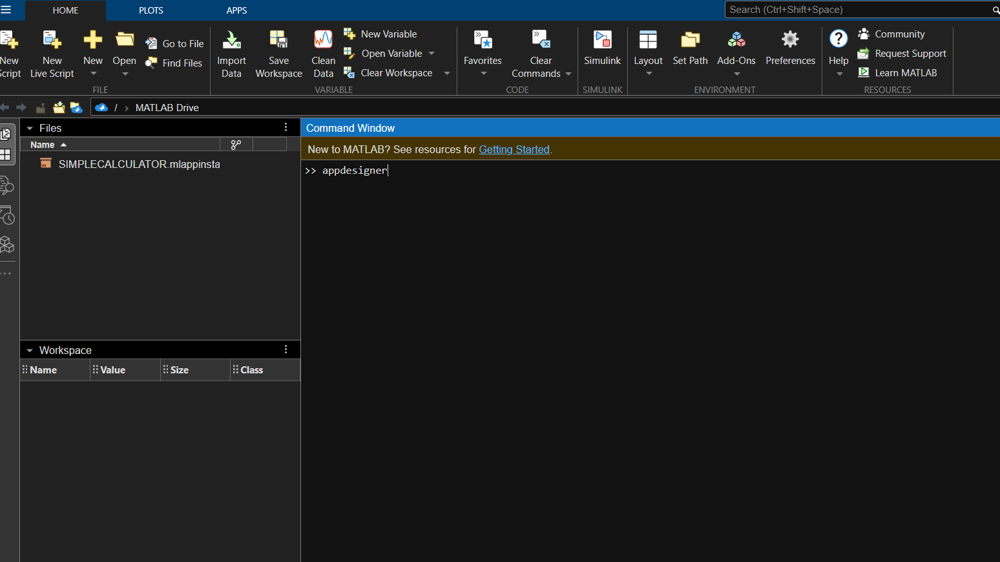 HOME PLOTS APPS Search (Ctrl+Shift+Space)
New Script
New Live Script
New
Open
Go to File
Find Files
FILE
Import Data
Save Workspace
Clean Data
New Variable
Open Variable
Clear Workspace
VARIABLE
Favorites
Clear Commands
CODE
Simulink
SIMULINK
Layout
Set Path
Add-Ons
Preferences
ENVIRONMENT
Help
Community
Request Support
Learn MATLAB
RESOURCES
/ > MATLAB Drive
Files
Name
SIMPLECALCULATOR.mlappinsta
Workspace
Name Value Size Class
Command Window
New to MATLAB? See resources for Getting Started.
>> appdesigner